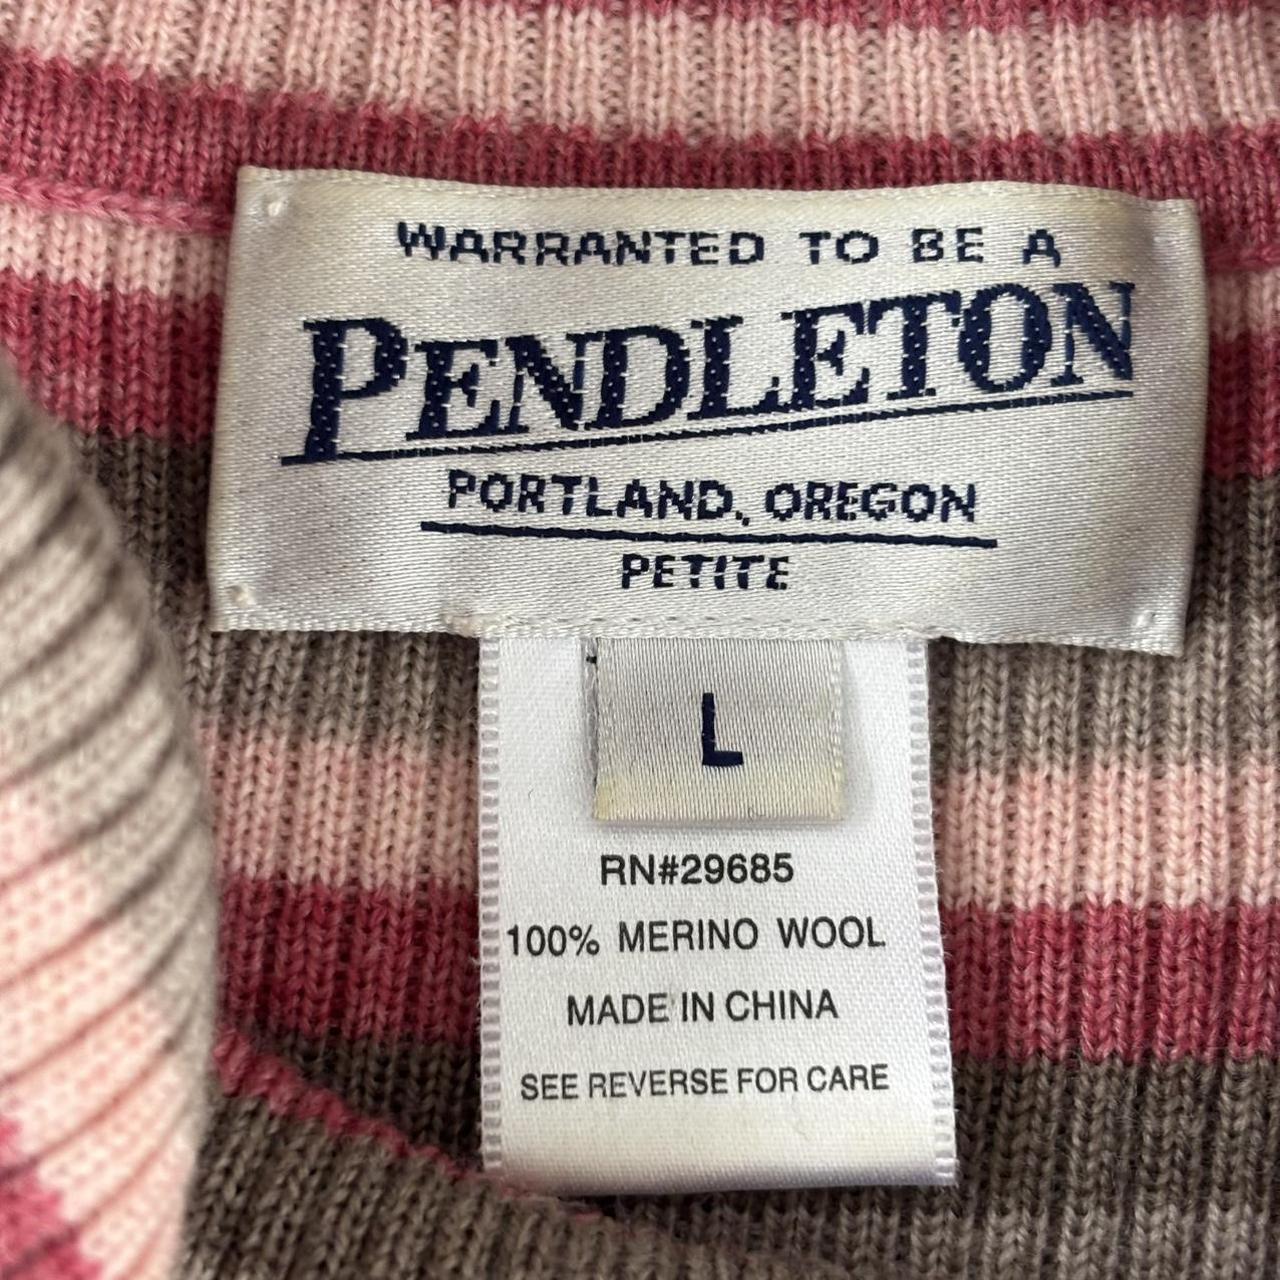 WARRANTED TO BE A
PENDLETON
PORTLAND, OREGON
PETITE
L
RN#29685
100% MERINO WOOL
MADE IN CHINA
SEE REVERSE FOR CARE